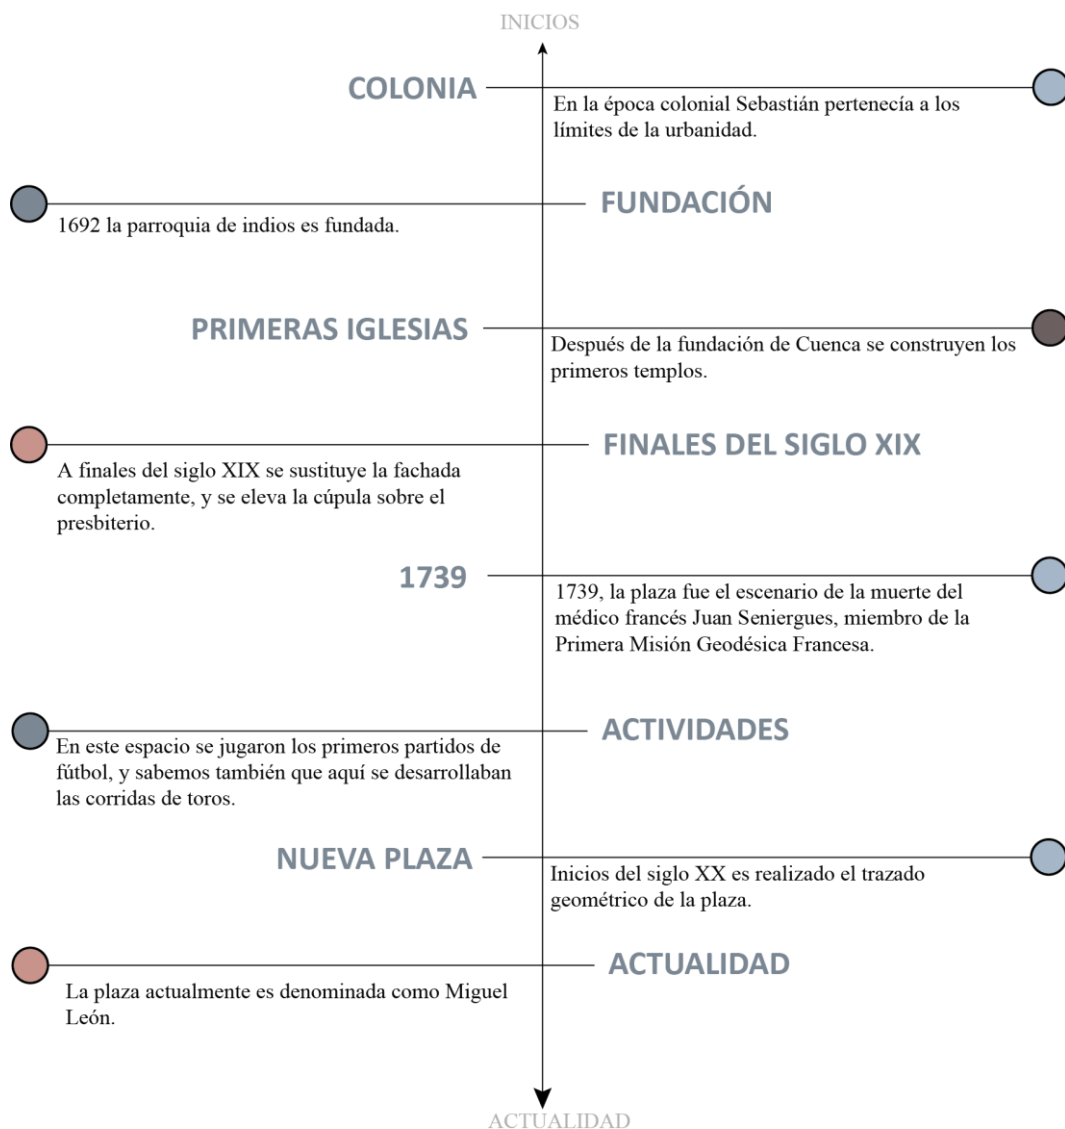 INICIOS
COLONIA
En la época colonial Sebastián pertenecía a los
límites de la urbanidad.
FUNDACIÓN
1692 la parroquia de indios es fundada.
PRIMERAS IGLESIAS
Después de la fundación de Cuenca se construyen los
primeros templos.
FINALES DEL SIGLO XIX
A finales del siglo XIX se sustituye la fachada
completamente, y se eleva la cúpula sobre el
presbiterio.
1739
1739, la plaza fue el escenario de la muerte del
médico francés Juan Seniergues, miembro de la
Primera Misión Geodésica Francesa.
ACTIVIDADES
En este espacio se jugaron los primeros partidos de
fútbol, y sabemos también que aquí se desarrollaban
las corridas de toros.
NUEVA PLAZA
Inicios del siglo XX es realizado el trazado
geométrico de la plaza.
ACTUALIDAD
La plaza actualmente es denominada como Miguel
León.
ACTUALIDAD